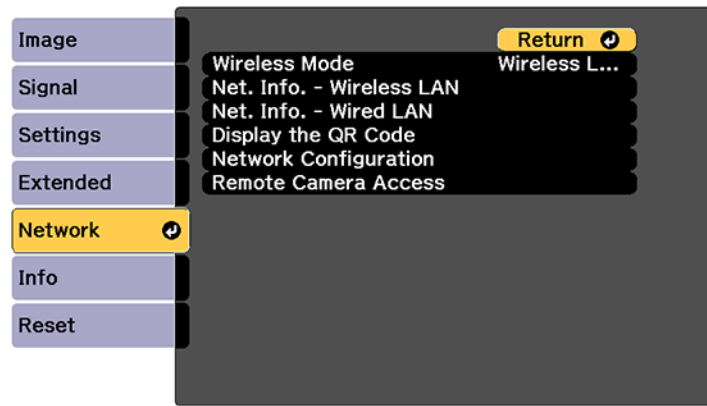 Image
Signal
Settings
Extended
Network
Info
Reset
Return
Wireless Mode Wireless L...
Net. Info. - Wireless LAN
Net. Info. - Wired LAN
Display the QR Code
Network Configuration
Remote Camera Access